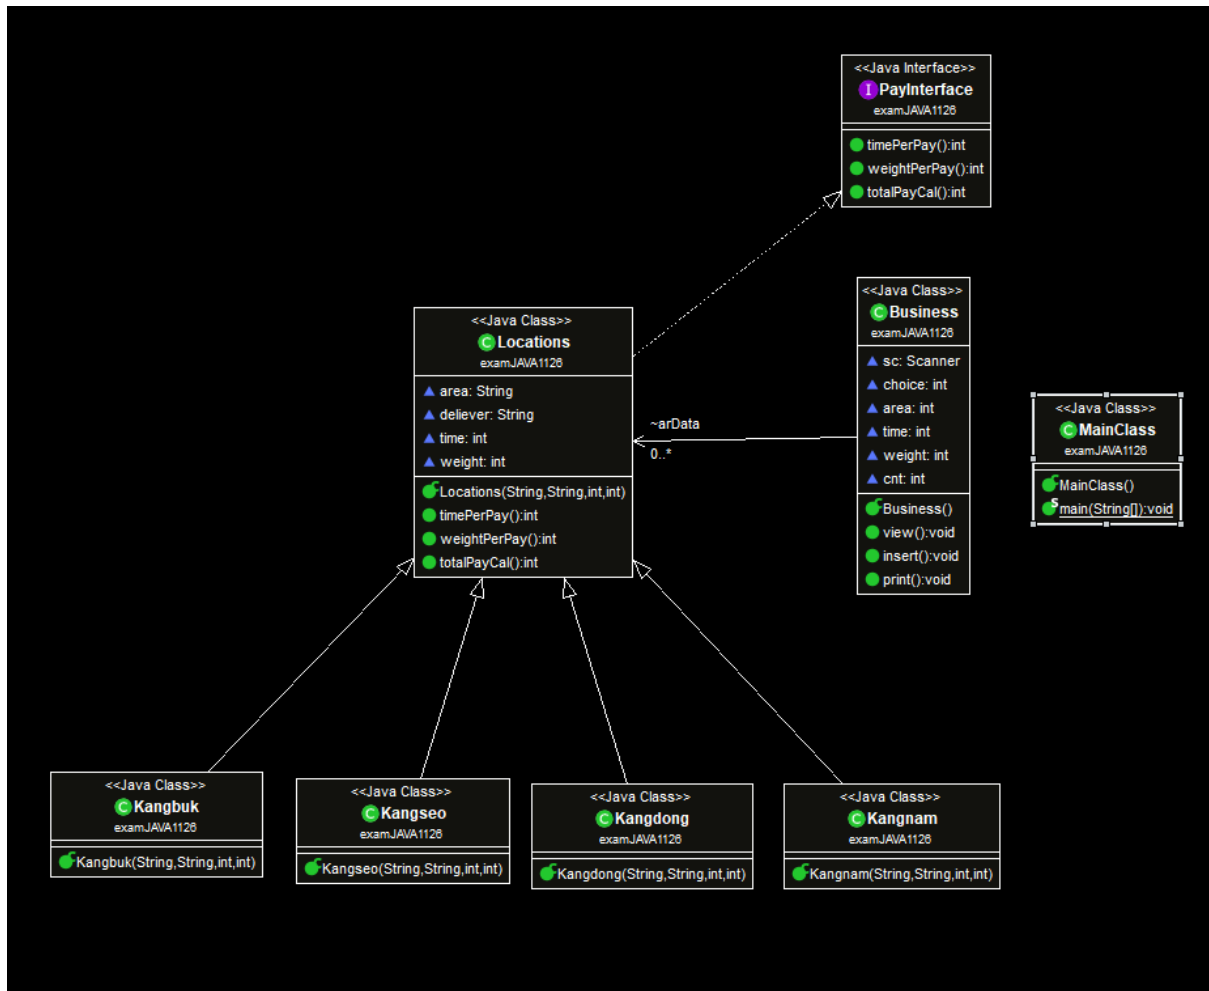 <<Java Interface>>
PayInterface
examJAVA1126
timePerPay():int
weightPerPay():int
totalPayCal():int
<<Java Class>>
Locations
examJAVA1126
area: String
deliever: String
time: int
weight: int
Locations(String,String,int,int)
timePerPay():int
weightPerPay():int
totalPayCal():int
~arData
0..*
<<Java Class>>
Business
examJAVA1126
sc: Scanner
choice: int
area: int
time: int
weight: int
cnt: int
Business()
view():void
insert():void
print():void
<<Java Class>>
MainClass
examJAVA1126
MainClass()
main(String[]):void
<<Java Class>>
Kangbuk
examJAVA1126
Kangbuk(String,String,int,int)
<<Java Class>>
Kangseo
examJAVA1126
Kangseo(String,String,int,int)
<<Java Class>>
Kangdong
examJAVA1126
Kangdong(String,String,int,int)
<<Java Class>>
Kangnam
examJAVA1126
Kangnam(String,String,int,int)